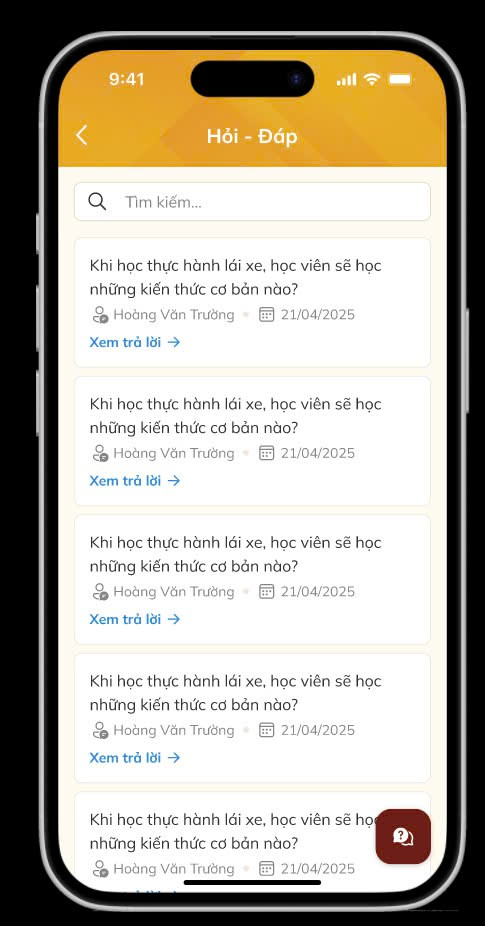 9:41
Hỏi - Đáp
Tìm kiếm...
Khi học thực hành lái xe, học viên sẽ học
những kiến thức cơ bản nào?
Hoàng Văn Trường 21/04/2025
Xem trả lời →
Khi học thực hành lái xe, học viên sẽ học
những kiến thức cơ bản nào?
Hoàng Văn Trường 21/04/2025
Xem trả lời →
Khi học thực hành lái xe, học viên sẽ học
những kiến thức cơ bản nào?
Hoàng Văn Trường 21/04/2025
Xem trả lời →
Khi học thực hành lái xe, học viên sẽ học
những kiến thức cơ bản nào?
Hoàng Văn Trường 21/04/2025
Xem trả lời →
Khi học thực hành lái xe, học viên sẽ học
những kiến thức cơ bản nào?
Hoàng Văn Trường 21/04/2025